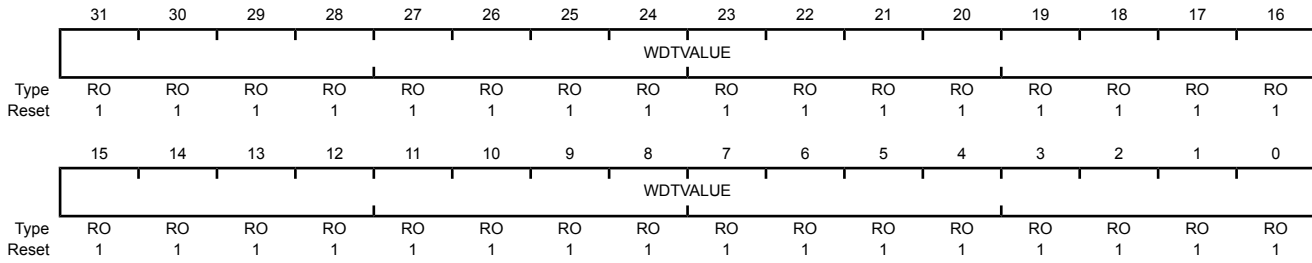 31 30 29 28 27 26 25 24 23 22 21 20 19 18 17 16
WDTVALUE
Type RO RO RO RO RO RO RO RO RO RO RO RO RO RO RO RO
Reset 1 1 1 1 1 1 1 1 1 1 1 1 1 1 1 1
15 14 13 12 11 10 9 8 7 6 5 4 3 2 1 0
WDTVALUE
Type RO RO RO RO RO RO RO RO RO RO RO RO RO RO RO RO
Reset 1 1 1 1 1 1 1 1 1 1 1 1 1 1 1 1